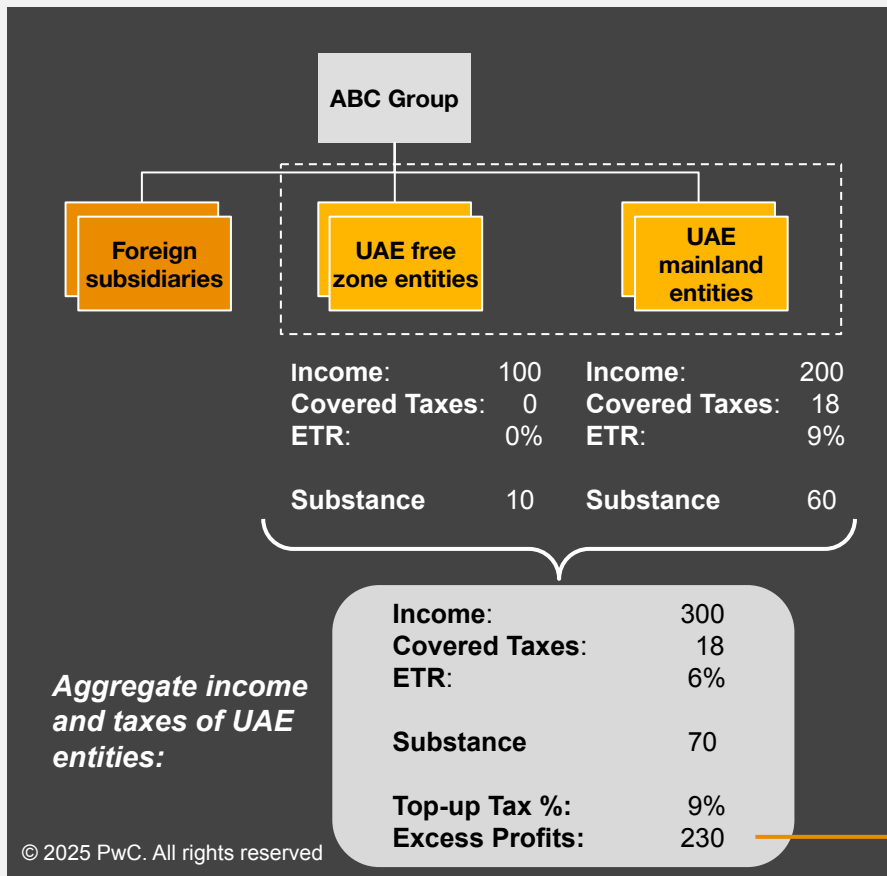 ABC Group
Foreign
subsidiaries
UAE free
zone entities
UAE
mainland
entities
Income: 100 Income: 200
Covered Taxes: 0 Covered Taxes: 18
ETR: 0% ETR: 9%
Substance 10 Substance 60
Aggregate income
and taxes of UAE
entities:
Income: 300
Covered Taxes: 18
ETR: 6%
Substance 70
Top-up Tax %: 9%
Excess Profits: 230
© 2025 PwC. All rights reserved